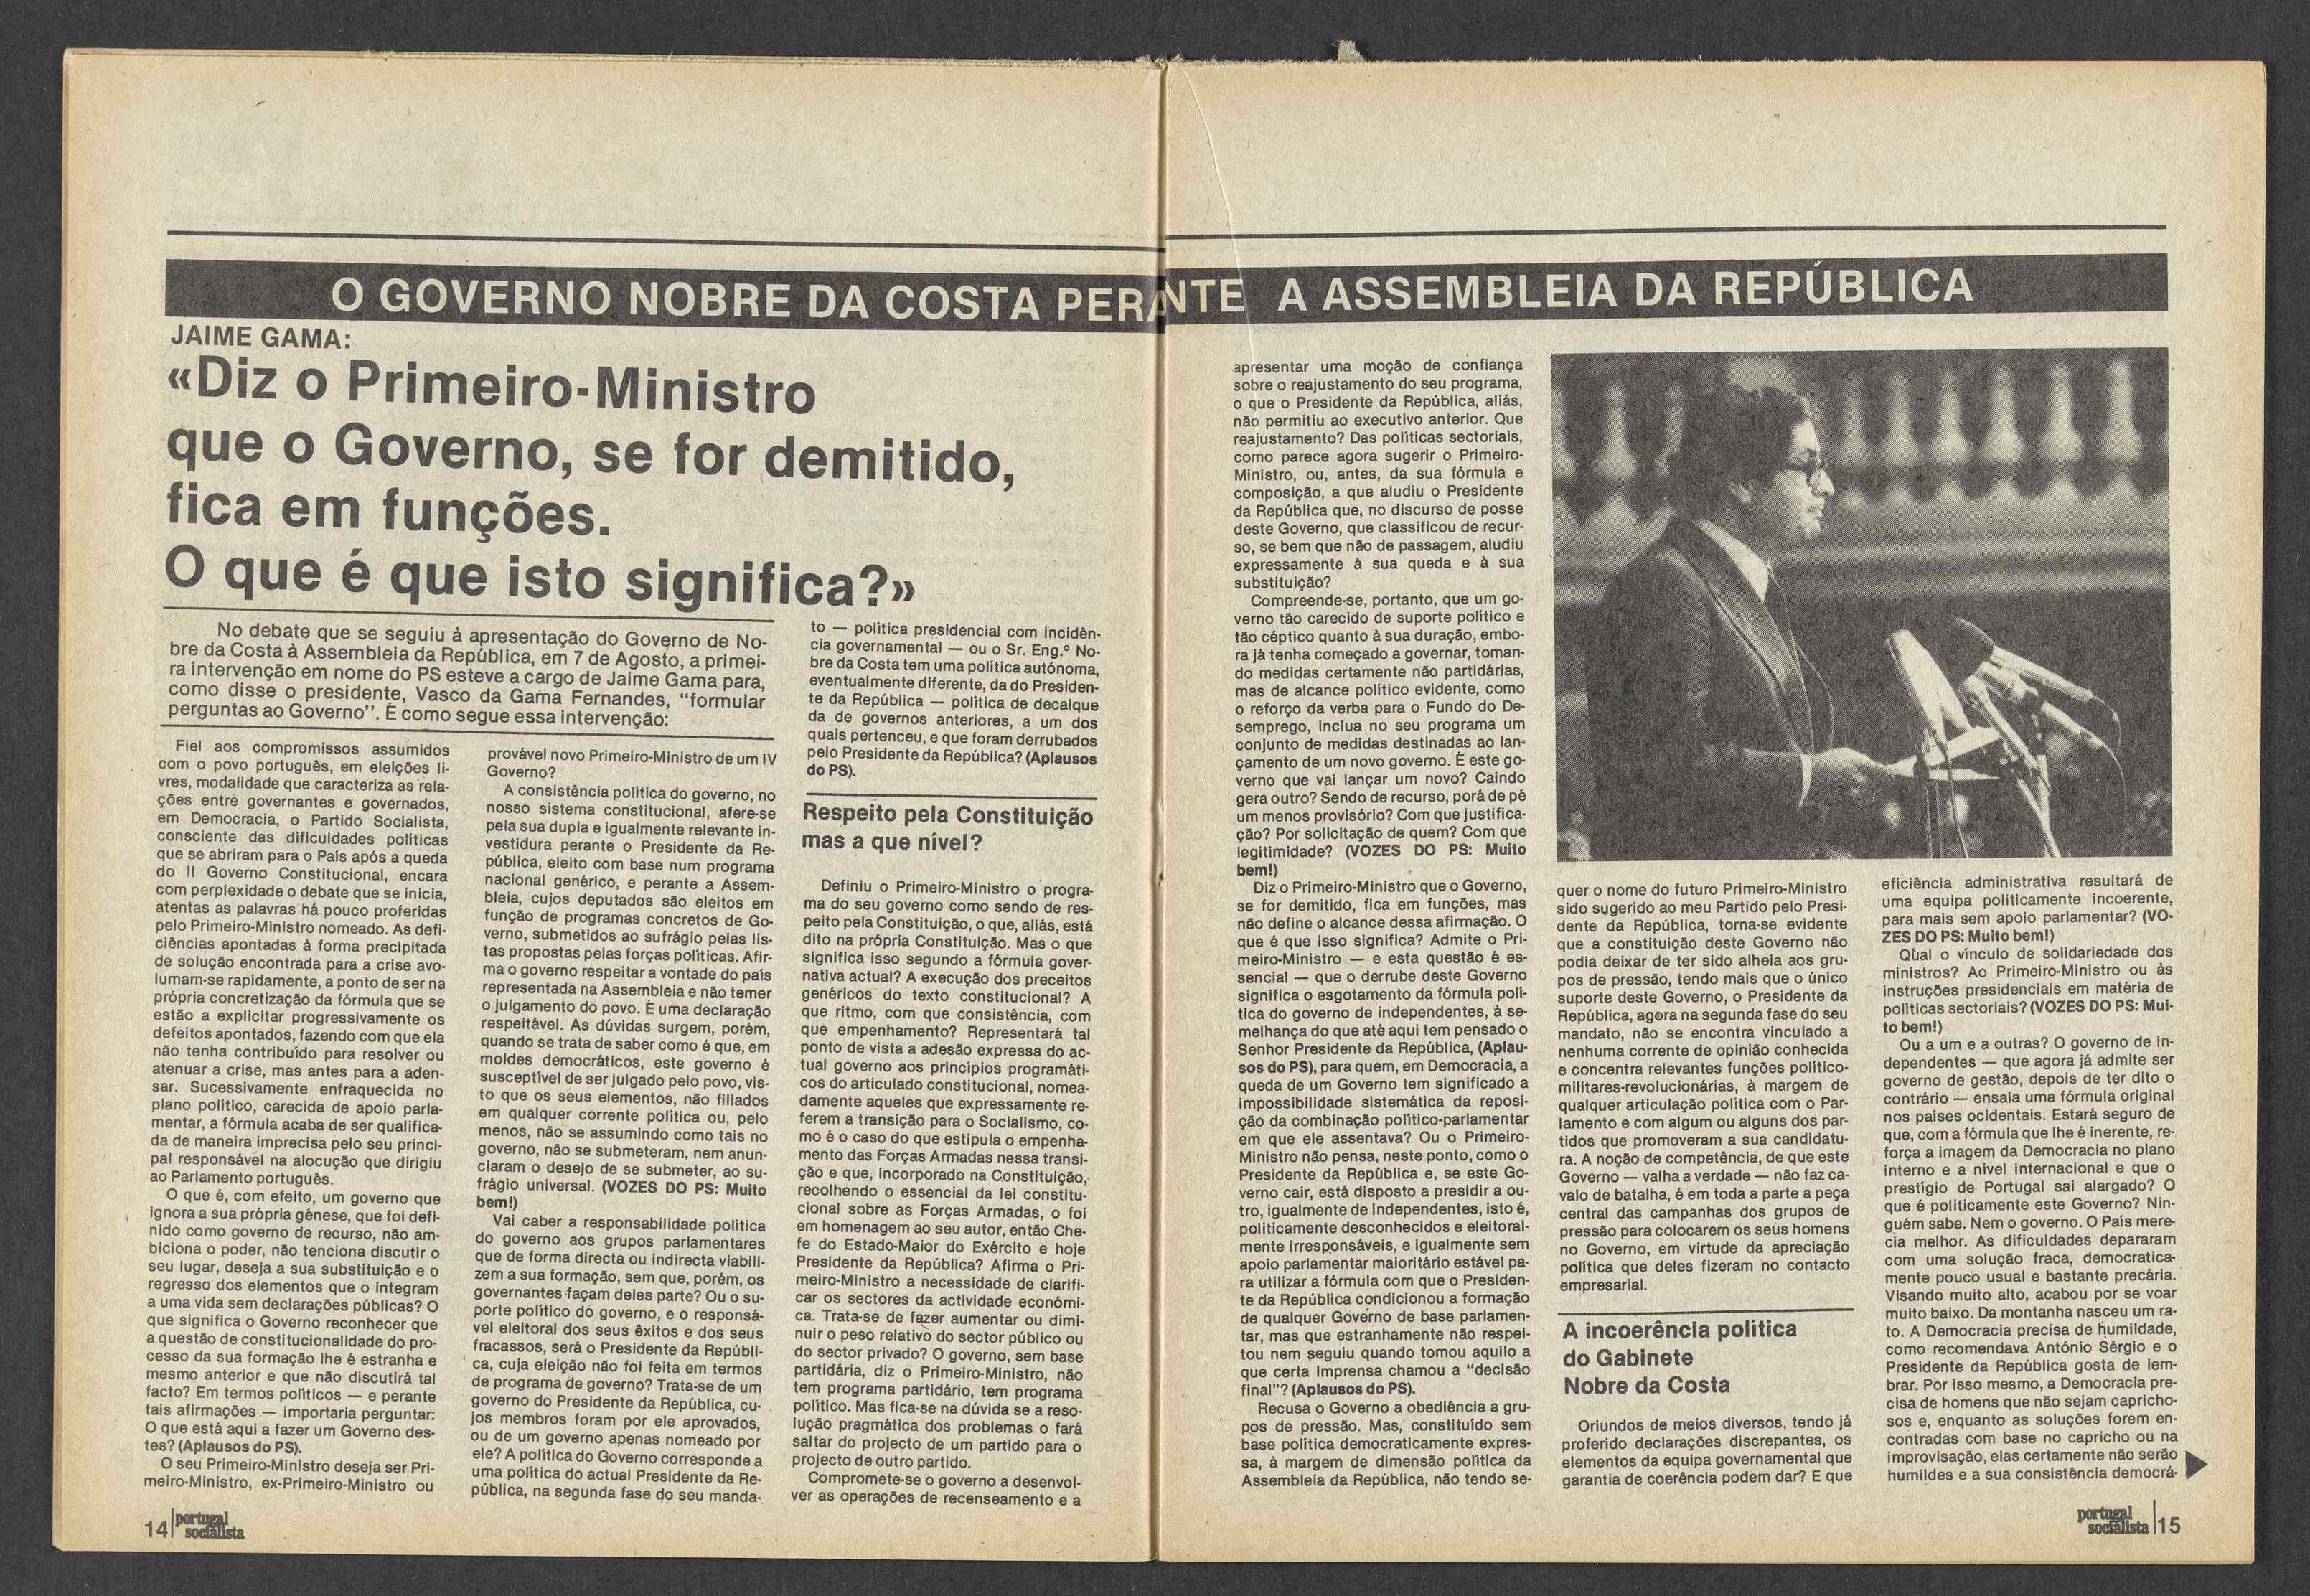 O GOVERNO NOBRE DA COSTA PERANTE A ASSEMBLEIA DA REPÚBLICA
JAIME GAMA:
«Diz o Primeiro-Ministro
que o Governo, se for demitido,
fica em funções.
O que é que isto significa?»
No debate que se seguiu à apresentação do Governo de No-
bre da Costa à Assembleia da República, em 7 de Agosto, a primei-
ra intervenção em nome do PS esteve a cargo de Jaime Gama para,
como disse o presidente, Vasco da Gama Fernandes, "formular
perguntas ao Governo". É como segue essa intervenção:
Fiel aos compromissos assumidos
com o povo português, em eleições li-
vres, modalidade que caracteriza as rela-
ções entre governantes e governados,
em Democracia, o Partido Socialista,
consciente das dificuldades políticas
que se abriram para o País após a queda
do II Governo Constitucional, encara
com perplexidade o debate que se inicia,
atentas as palavras há pouco proferidas
pelo Primeiro-Ministro nomeado. As defi-
ciências apontadas à forma precipitada
de solução encontrada para a crise avo-
lumam-se rapidamente, a ponto de ser na
própria concretização da fórmula que se
estão a explicitar progressivamente os
defeitos apontados, fazendo com que ela
não tenha contribuído para resolver ou
atenuar a crise, mas antes para a aden-
sar. Sucessivamente enfraquecida no
plano político, carecida de apoio parla-
mentar, a fórmula acaba de ser qualifica-
da de maneira imprecisa pelo seu princi-
pal responsável na alocução que dirigiu
ao Parlamento português.
O que é, com efeito, um governo que
ignora a sua própria génese, que foi defi-
nido como governo de recurso, não am-
biciona o poder, não tenciona discutir o
seu lugar, deseja a sua substituição e o
regresso dos elementos que o integram
a uma vida sem declarações públicas? O
que significa o Governo reconhecer que
a questão de constitucionalidade do pro-
cesso da sua formação lhe é estranha e
mesmo anterior e que não discutirá tal
facto? Em termos políticos — e perante
tais afirmações — importaria perguntar:
O que está aqui a fazer um Governo des-
tes? (Aplausos do PS).
O seu Primeiro-Ministro deseja ser Pri-
meiro-Ministro, ex-Primeiro-Ministro ou
provável novo Primeiro-Ministro de um IV
Governo?
A consistência política do governo, no
nosso sistema constitucional, afere-se
pela sua dupla e igualmente relevante in-
vestidura perante o Presidente da Re-
pública, eleito com base num programa
nacional genérico, e perante a Assem-
bleia, cujos deputados são eleitos em
função de programas concretos de Go-
verno, submetidos ao sufrágio pelas lis-
tas propostas pelas forças políticas. Afir-
ma o governo respeitar a vontade do país
representada na Assembleia e não temer
o julgamento do povo. É uma declaração
respeitável. As dúvidas surgem, porém,
quando se trata de saber como é que, em
moldes democráticos, este governo é
susceptível de ser julgado pelo povo, vis-
to que os seus elementos, não filiados
em qualquer corrente política ou, pelo
menos, não se assumindo como tais no
governo, não se submeteram, nem anun-
ciaram o desejo de se submeter, ao su-
frágio universal. (VOZES DO PS: Muito
bem!)
Vai caber a responsabilidade política
do governo aos grupos parlamentares
que de forma directa ou indirecta viabili-
zem a sua formação, sem que, porém, os
governantes façam deles parte? Ou o su-
porte político do governo, e o responsá-
vel eleitoral dos seus êxitos e dos seus
fracassos, será o Presidente da Repúbli-
ca, cuja eleição não foi feita em termos
de programa de governo? Trata-se de um
governo do Presidente da República, cu-
jos membros foram por ele aprovados,
ou de um governo apenas nomeado por
ele? A política do Governo corresponde a
uma política do actual Presidente da Re-
pública, na segunda fase do seu manda-
to — política presidencial com incidên-
cia governamental — ou o Sr. Eng.º No-
bre da Costa tem uma política autónoma,
eventualmente diferente, da do Presiden-
te da República — política de decalque
da de governos anteriores, a um dos
quais pertenceu, e que foram derrubados
pelo Presidente da República? (Aplausos
do PS).
Respeito pela Constituição
mas a que nível?
Definiu o Primeiro-Ministro o progra-
ma do seu governo como sendo de res-
peito pela Constituição, o que, aliás, está
dito na própria Constituição. Mas o que
significa isso segundo a fórmula gover-
nativa actual? A execução dos preceitos
genéricos do texto constitucional? A
que ritmo, com que consistência, com
que empenhamento? Representará tal
ponto de vista a adesão expressa do ac-
tual governo aos princípios programáti-
cos do articulado constitucional, nomea-
damente aqueles que expressamente re-
ferem a transição para o Socialismo, co-
mo é o caso do que estipula o empenha-
mento das Forças Armadas nessa transi-
ção e que, incorporado na Constituição,
recolhendo o essencial da lei constitu-
cional sobre as Forças Armadas, o foi
em homenagem ao seu autor, então Che-
fe do Estado-Maior do Exército e hoje
Presidente da República? Afirma o Pri-
meiro-Ministro a necessidade de clarifi-
car os sectores da actividade económi-
ca. Trata-se de fazer aumentar ou dimi-
nuir o peso relativo do sector público ou
do sector privado? O governo, sem base
partidária, diz o Primeiro-Ministro, não
tem programa partidário, tem programa
político. Mas fica-se na dúvida se a reso-
lução pragmática dos problemas o fará
saltar do projecto de um partido para o
projecto de outro partido.
Compromete-se o governo a desenvol-
ver as operações de recenseamento e a
14 portugal
socialista
apresentar uma moção de confiança
sobre o reajustamento do seu programa,
o que o Presidente da República, aliás,
não permitiu ao executivo anterior. Que
reajustamento? Das políticas sectoriais,
como parece agora sugerir o Primeiro-
Ministro, ou, antes, da sua fórmula e
composição, a que aludiu o Presidente
da República que, no discurso de posse
deste Governo, que classificou de recur-
so, se bem que não de passagem, aludiu
expressamente à sua queda e à sua
substituição?
Compreende-se, portanto, que um go-
verno tão carecido de suporte político e
tão céptico quanto à sua duração, embo-
ra já tenha começado a governar, toman-
do medidas certamente não partidárias,
mas de alcance político evidente, como
o reforço da verba para o Fundo do De-
semprego, inclua no seu programa um
conjunto de medidas destinadas ao lan-
çamento de um novo governo. É este go-
verno que vai lançar um novo? Caindo
gera outro? Sendo de recurso, porá de pé
um menos provisório? Com que justifica-
ção? Por solicitação de quem? Com que
legitimidade? (VOZES DO PS: Muito
bem!)
Diz o Primeiro-Ministro que o Governo,
se for demitido, fica em funções, mas
não define o alcance dessa afirmação. O
que é que isso significa? Admite o Pri-
meiro-Ministro — e esta questão é es-
sencial — que o derrube deste Governo
significa o esgotamento da fórmula polí-
tica do governo de independentes, à se-
melhança do que até aqui tem pensado o
Senhor Presidente da República, (Aplau-
sos do PS), para quem, em Democracia, a
queda de um Governo tem significado a
impossibilidade sistemática da reposi-
ção da combinação político-parlamentar
em que ele assentava? Ou o Primeiro-
Ministro não pensa, neste ponto, como o
Presidente da República e, se este Go-
verno cair, está disposto a presidir a ou-
tro, igualmente de independentes, isto é,
politicamente desconhecidos e eleitoral-
mente irresponsáveis, e igualmente sem
apoio parlamentar maioritário estável pa-
ra utilizar a fórmula com que o Presiden-
te da República condicionou a formação
de qualquer Governo de base parlamen-
tar, mas que estranhamente não respei-
tou nem seguiu quando tomou aquilo a
que certa Imprensa chamou a "decisão
final"? (Aplausos do PS).
Recusa o Governo a obediência a gru-
pos de pressão. Mas, constituído sem
base política democraticamente expres-
sa, à margem de dimensão política da
Assembleia da República, não tendo se-
quer o nome do futuro Primeiro-Ministro
sido sugerido ao meu Partido pelo Presi-
dente da República, torna-se evidente
que a constituição deste Governo não
podia deixar de ter sido alheia aos gru-
pos de pressão, tendo mais que o único
suporte deste Governo, o Presidente da
República, agora na segunda fase do seu
mandato, não se encontra vinculado a
nenhuma corrente de opinião conhecida
e concentra relevantes funções político-
militares-revolucionárias, à margem de
qualquer articulação política com o Par-
lamento e com algum ou alguns dos par-
tidos que promoveram a sua candidatu-
ra. A noção de competência, de que este
Governo — valha a verdade — não faz ca-
valo de batalha, é em toda a parte a peça
central das campanhas dos grupos de
pressão para colocarem os seus homens
no Governo, em virtude da apreciação
política que deles fizeram no contacto
empresarial.
A incoerência política
do Gabinete
Nobre da Costa
Oriundos de meios diversos, tendo já
proferido declarações discrepantes, os
elementos da equipa governamental que
garantia de coerência podem dar? E que
eficiência administrativa resultará de
uma equipa politicamente incoerente,
para mais sem apoio parlamentar? (VO-
ZES DO PS: Muito bem!)
Qual o vínculo de solidariedade dos
ministros? Ao Primeiro-Ministro ou às
instruções presidenciais em matéria de
políticas sectoriais? (VOZES DO PS: Mui-
to bem!)
Ou a um e a outras? O governo de in-
dependentes — que agora já admite ser
governo de gestão, depois de ter dito o
contrário — ensaia uma fórmula original
nos países ocidentais. Estará seguro de
que, com a fórmula que lhe é inerente, re-
força a imagem da Democracia no plano
interno e a nível internacional e que o
prestígio de Portugal sai alargado? O
que é politicamente este Governo? Nin-
guém sabe. Nem o governo. O País mere-
cia melhor. As dificuldades depararam
com uma solução fraca, democratica-
mente pouco usual e bastante precária.
Visando muito alto, acabou por se voar
muito baixo. Da montanha nasceu um ra-
to. A Democracia precisa de humildade,
como recomendava António Sérgio e o
Presidente da República gosta de lem-
brar. Por isso mesmo, a Democracia pre-
cisa de homens que não sejam capricho-
sos e, enquanto as soluções forem en-
contradas com base no capricho ou na
improvisação, elas certamente não serão
humildes e a sua consistência democrá-
portugal
socialista 15